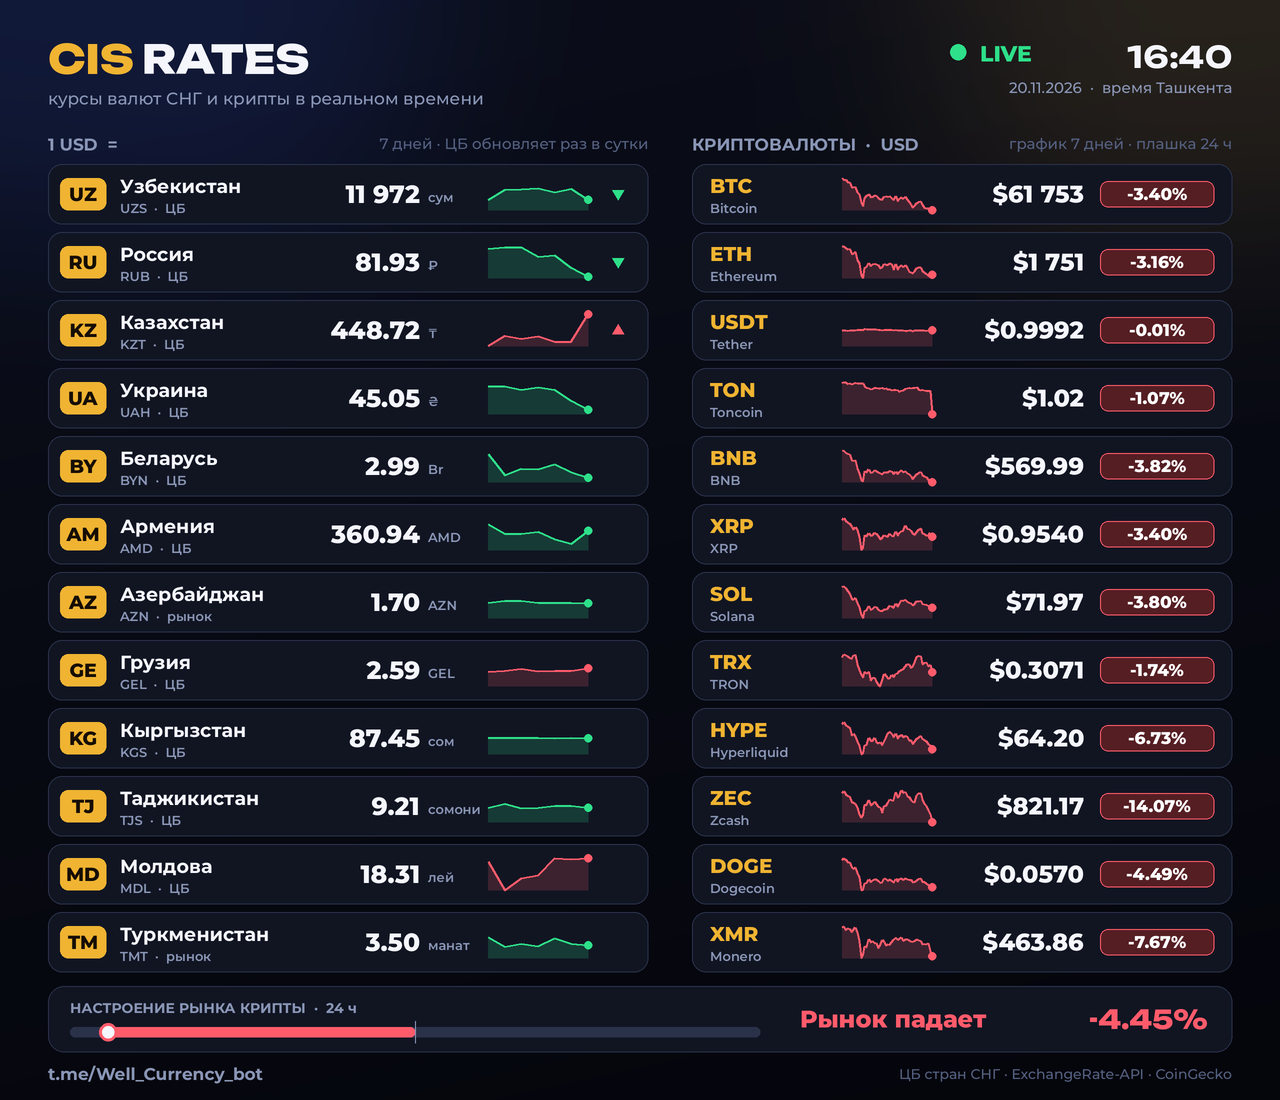 CIS RATES
курсы валют СНГ и крипты в реальном времени
LIVE 16:40
20.11.2026 · время Ташкента
1 USD = 7 дней · ЦБ обновляет раз в сутки
UZ Узбекистан 11 972 сум
UZS · ЦБ
RU Россия 81.93 ₽
RUB · ЦБ
KZ Казахстан 448.72 ₸
KZT · ЦБ
UA Украина 45.05 ₴
UAH · ЦБ
BY Беларусь 2.99 Br
BYN · ЦБ
AM Армения 360.94 AMD
AMD · ЦБ
AZ Азербайджан 1.70 AZN
AZN · рынок
GE Грузия 2.59 GEL
GEL · ЦБ
KG Кыргызстан 87.45 сом
KGS · ЦБ
TJ Таджикистан 9.21 сомони
TJS · ЦБ
MD Молдова 18.31 лей
MDL · ЦБ
TM Туркменистан 3.50 манат
TMT · рынок
КРИПТОВАЛЮТЫ · USD график 7 дней · плашка 24 ч
BTC $61 753 -3.40%
Bitcoin
ETH $1 751 -3.16%
Ethereum
USDT $0.9992 -0.01%
Tether
TON $1.02 -1.07%
Toncoin
BNB $569.99 -3.82%
BNB
XRP $0.9540 -3.40%
XRP
SOL $71.97 -3.80%
Solana
TRX $0.3071 -1.74%
TRON
HYPE $64.20 -6.73%
Hyperliquid
ZEC $821.17 -14.07%
Zcash
DOGE $0.0570 -4.49%
Dogecoin
XMR $463.86 -7.67%
Monero
НАСТРОЕНИЕ РЫНКА КРИПТЫ · 24 ч
Рынок падает -4.45%
t.me/Well_Currency_bot
ЦБ стран СНГ · ExchangeRate-API · CoinGecko